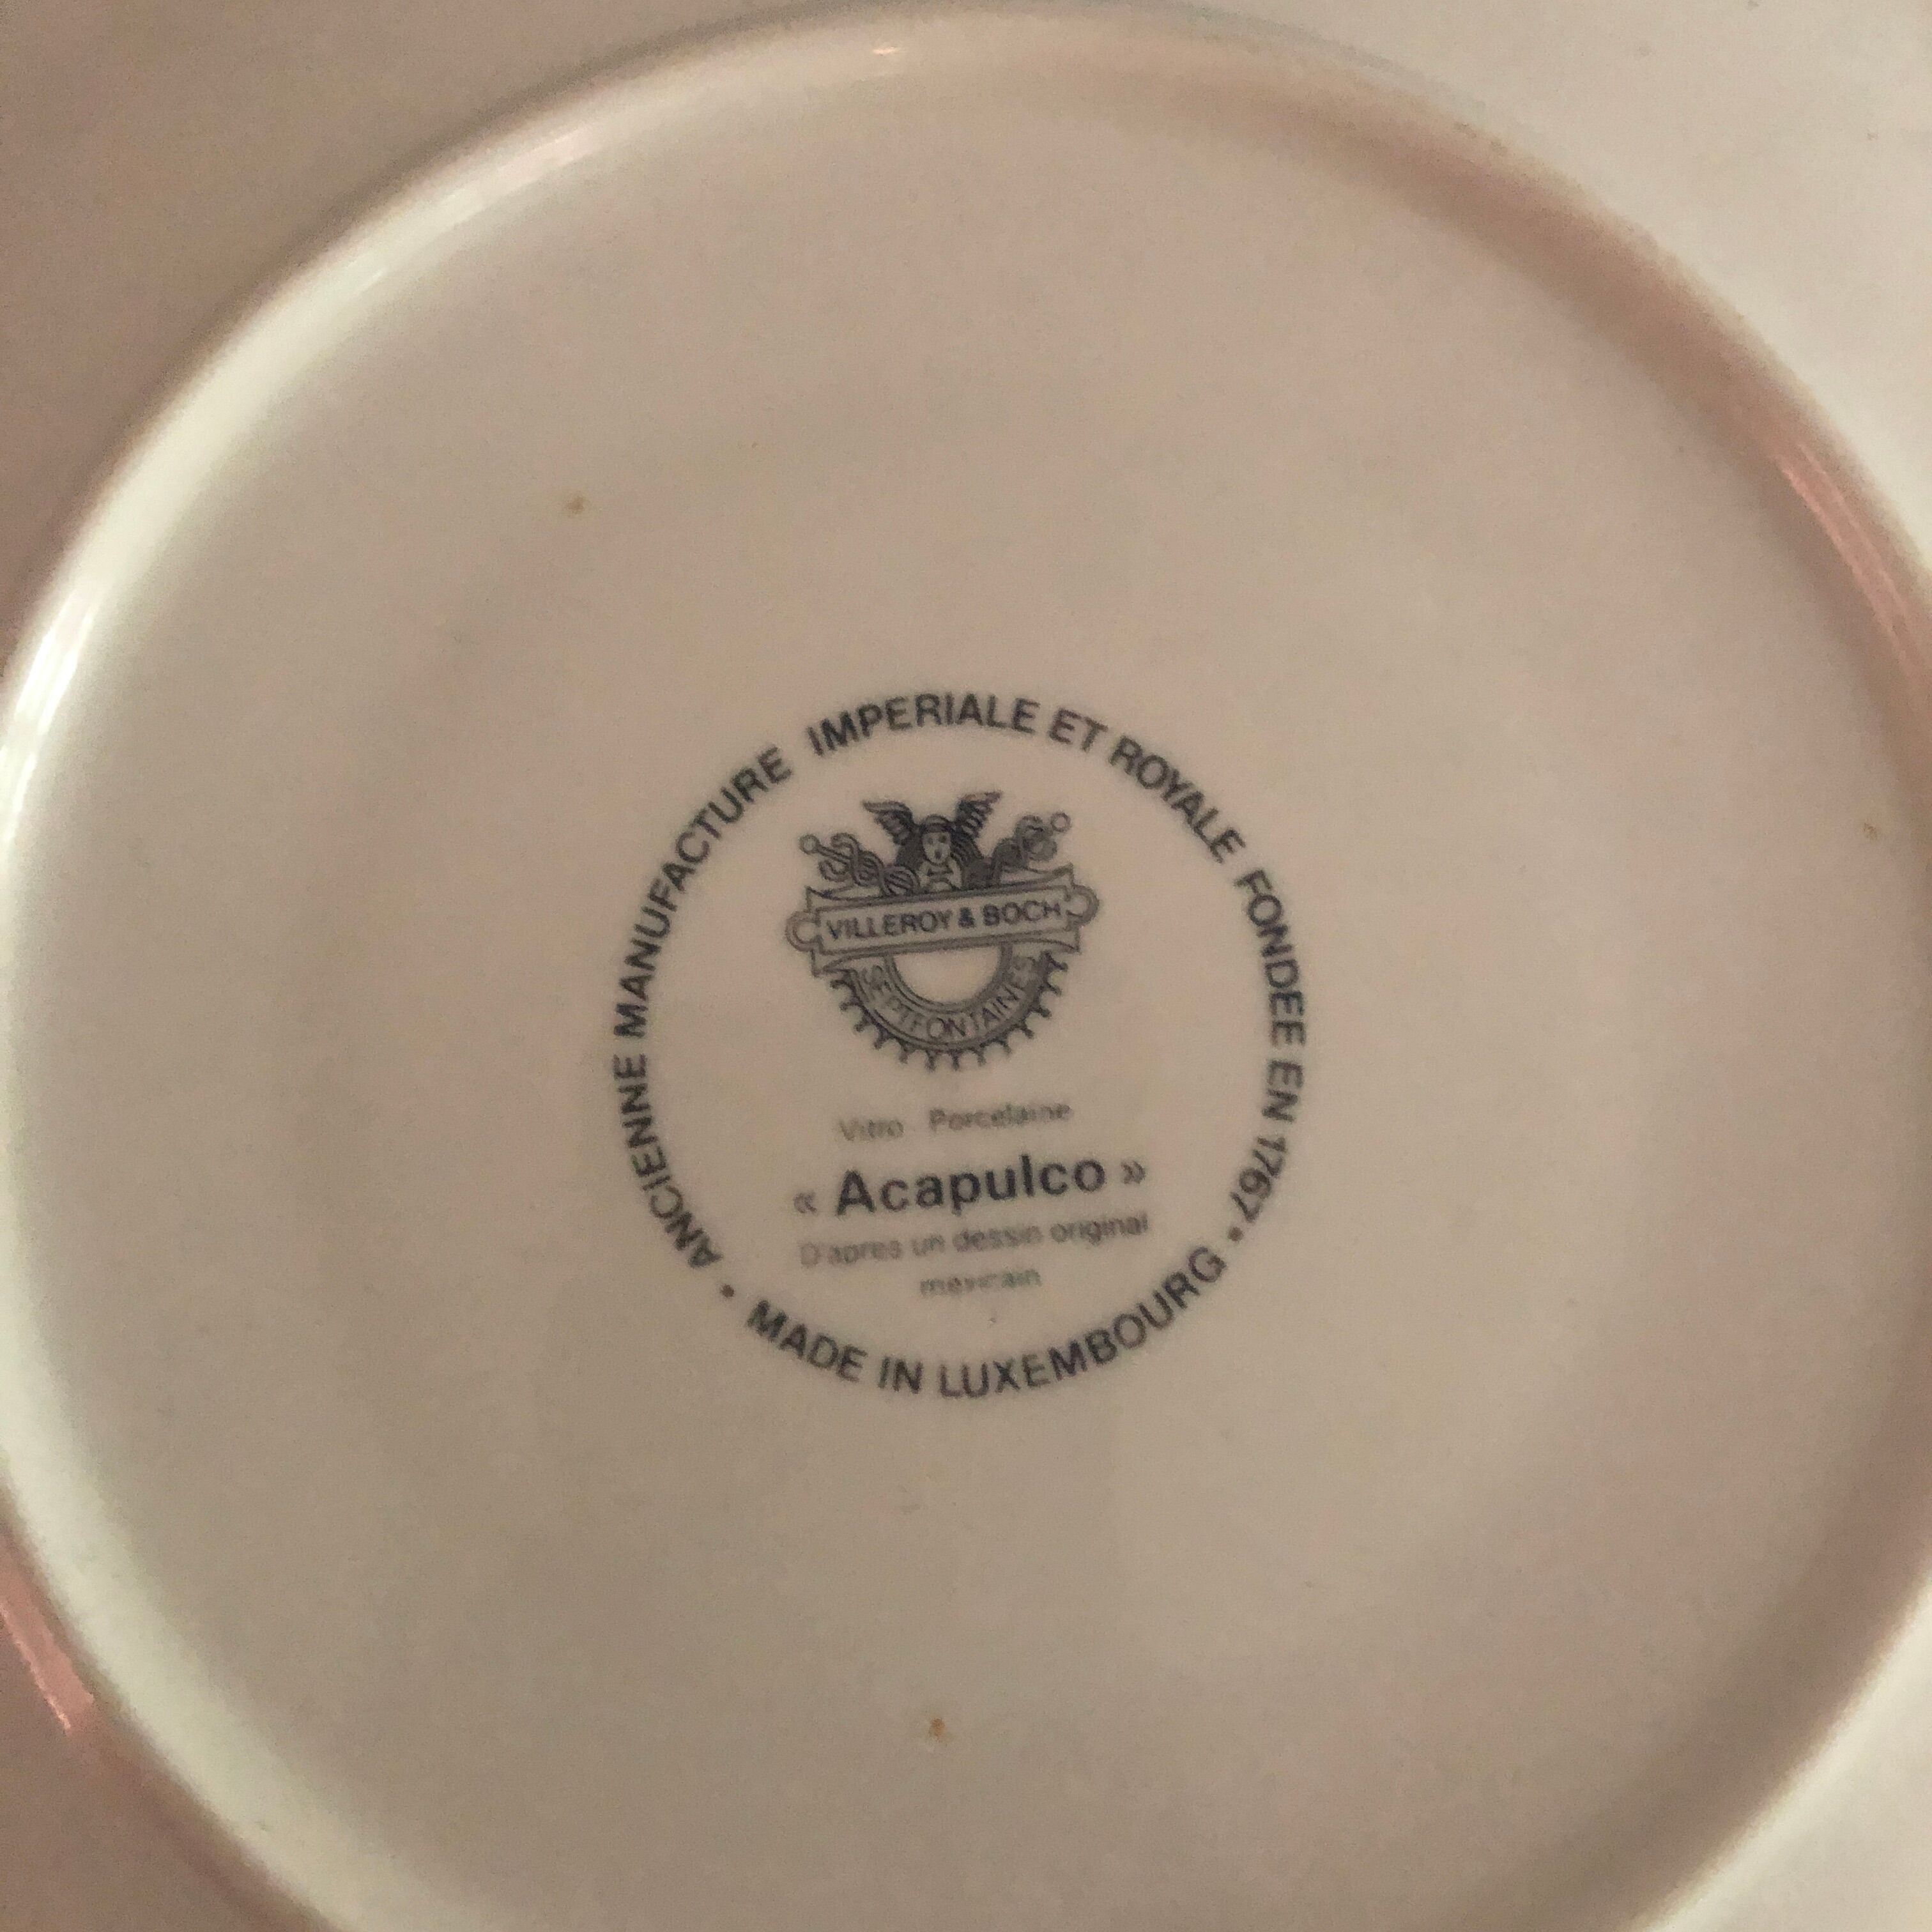 ANCIENNE MANUFACTURE IMPERIALE ET ROYALE FONDEE EN 1767 •
VILLEROY & BOCH
SEPTFONTAINES
Vitro Porcelaine
« Acapulco »
D'apres un dessin original
mexicain
• MADE IN LUXEMBOURG